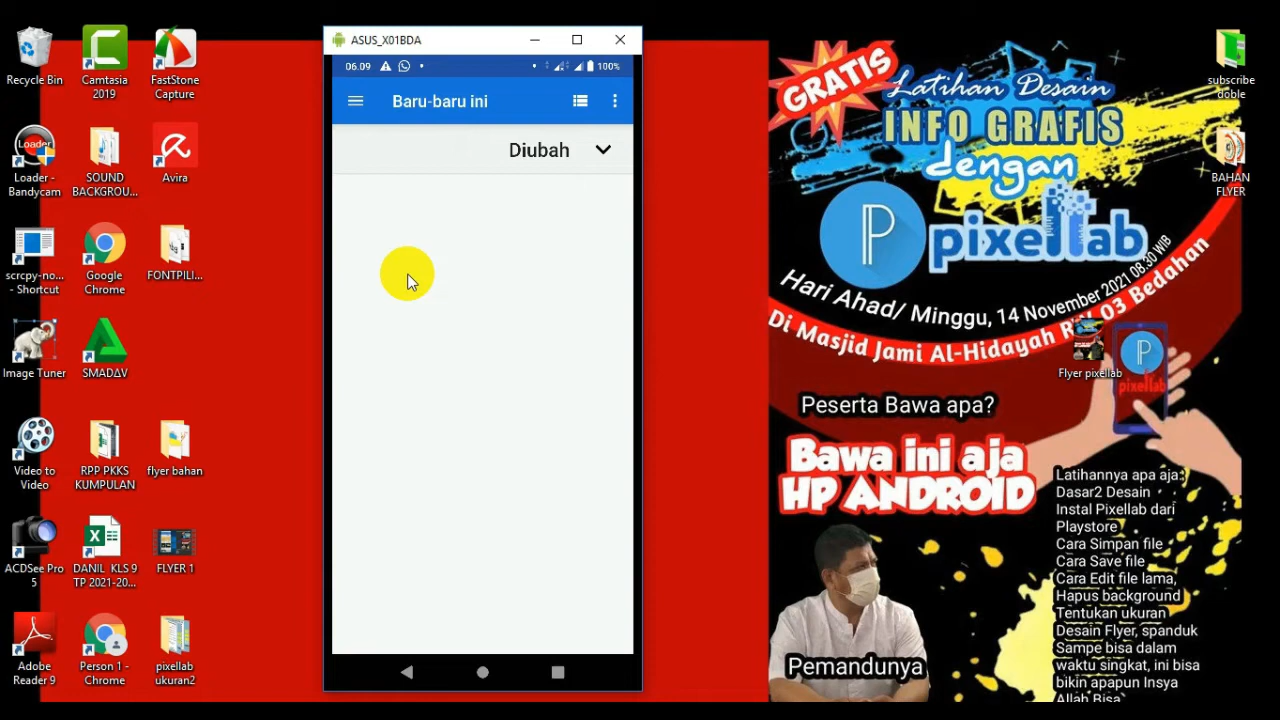 Recycle Bin
Camtasia
2019
FastStone
Capture
Loader
Loader -
Bandycam
SOUND
BACKGROU...
Avira
scrcpy-no...
- Shortcut
Google
Chrome
FONTPILI...
Image Tuner
SMADΔV
Video to
Video
RPP PKKS
KUMPULAN
flyer bahan
ACDSee Pro
5
DANIL KLS 9
TP 2021-20...
FLYER 1
Adobe
Reader 9
Person 1 -
Chrome
pixellab
ukuran2
ASUS_X01BDA
06.09
100%
Baru-baru ini
Diubah
GRATIS
Latihan Desain
INFO GRAFIS
dengan
P
pixellab
Hari Ahad/ Minggu, 14 November 2021 08.30 WIB
Di Masjid Jami Al-Hidayah RW 03 Bedahan
subscribe
doble
BAHAN
FLYER
Flyer pixellab
P
pixellab
Peserta Bawa apa?
Bawa ini aja
HP ANDROID
Pemandunya
Latihannya apa aja:
Dasar2 Desain
Instal Pixellab dari
Playstore
Cara Simpan file
Cara Save file
Cara Edit file lama,
Hapus background
Tentukan ukuran
Desain Flyer, spanduk
Sampe bisa dalam
waktu singkat, ini bisa
bikin apapun Insya
Allah Bisa